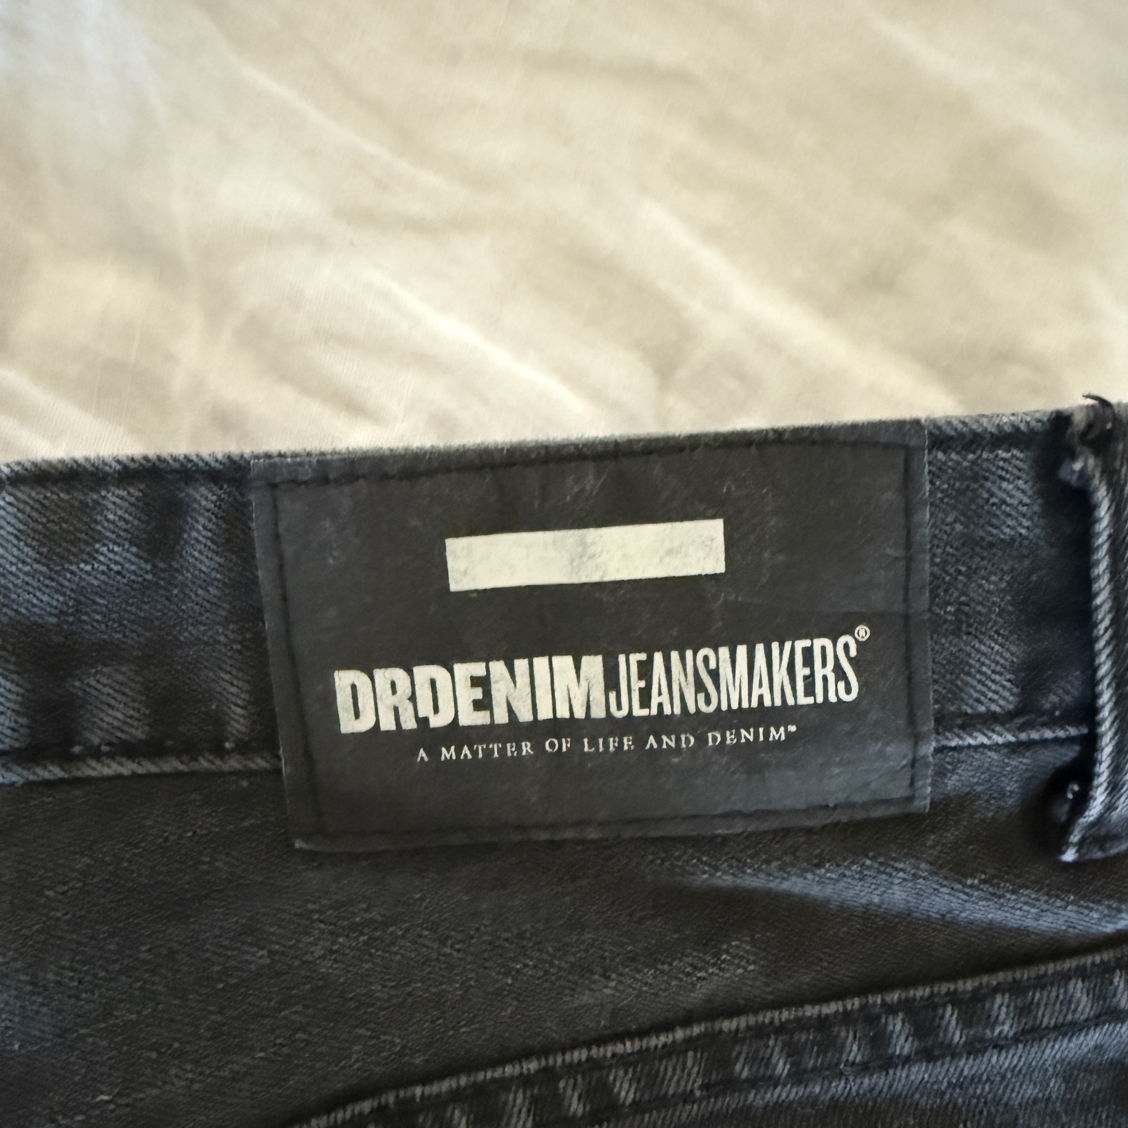 DRDENIMJEANSMAKERS®
A MATTER OF LIFE AND DENIM™